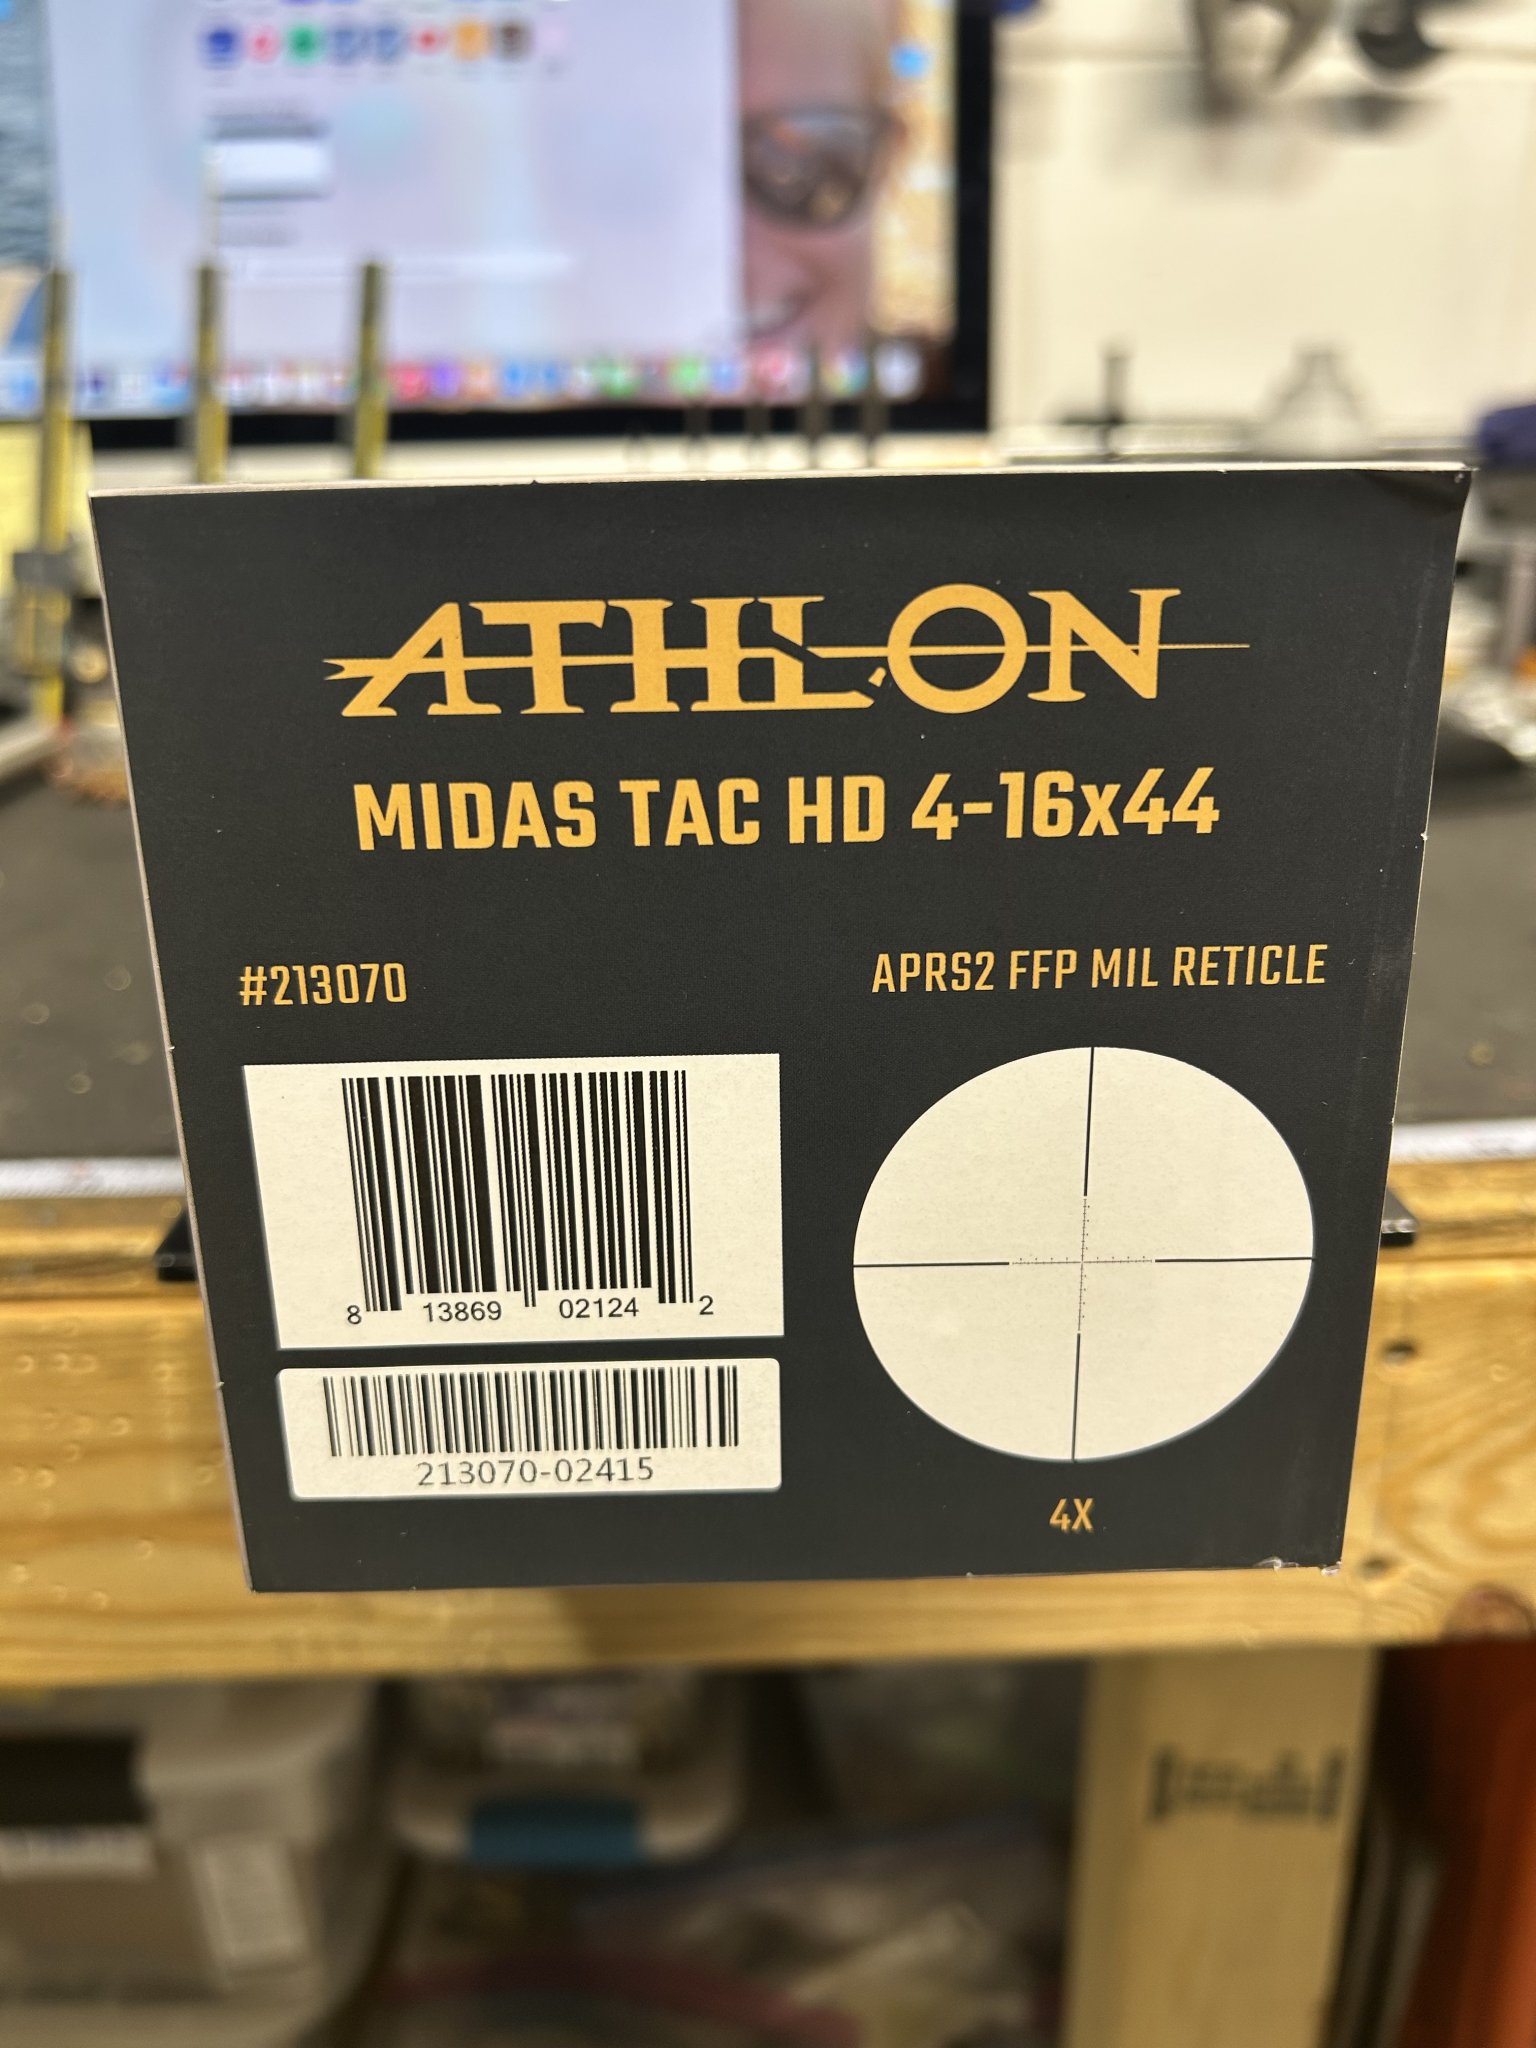 ATHLON
MIDAS TAC HD 4-16x44
#213070
APRS2 FFP MIL RETICLE
8 13869 02124 2
213070-02415
4X